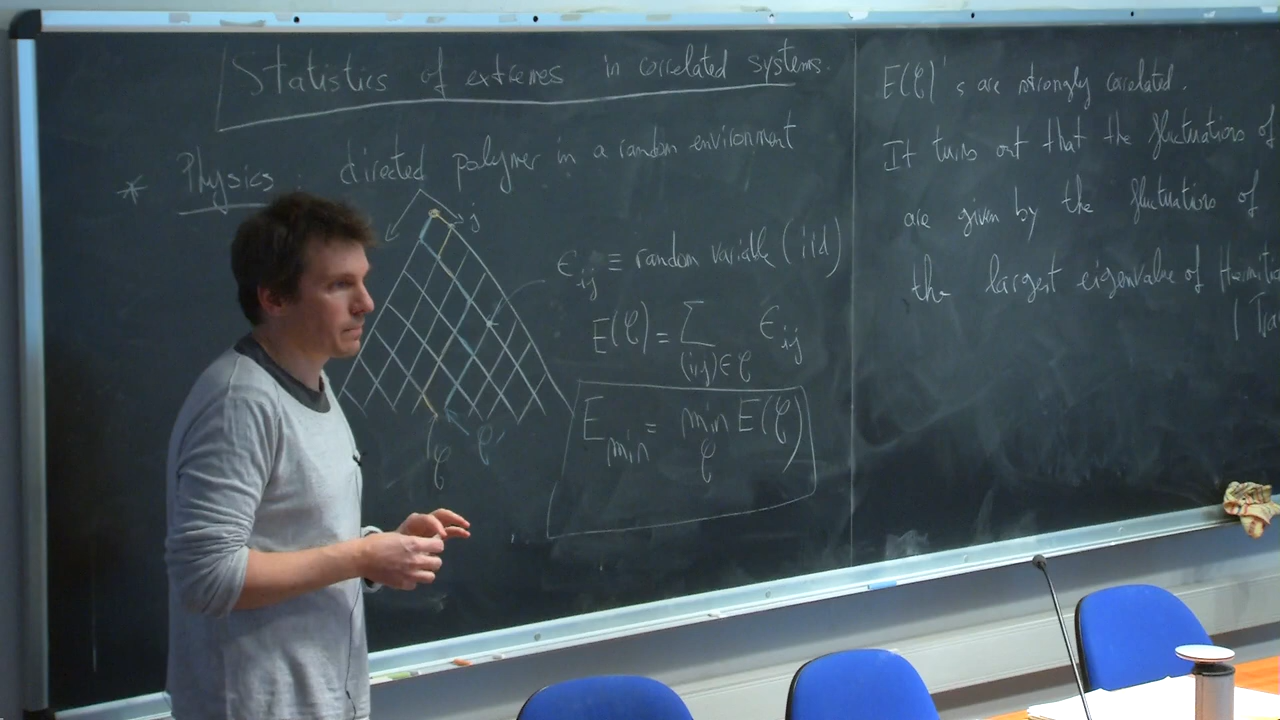 Statistics of extremes in correlated systems.
* Physics : directed polymer in a random environment
j
ϵ_ij ≡ random variable (iid)
E(𝒞) = Σ_{(i,j)∈𝒞} ϵ_ij
E_min = min_𝒞 E(𝒞)
𝒞 𝒞'
E(𝒞)'s are strongly correlated.
It turns out that the fluctuations of
are given by the fluctuations of
the largest eigenvalue of